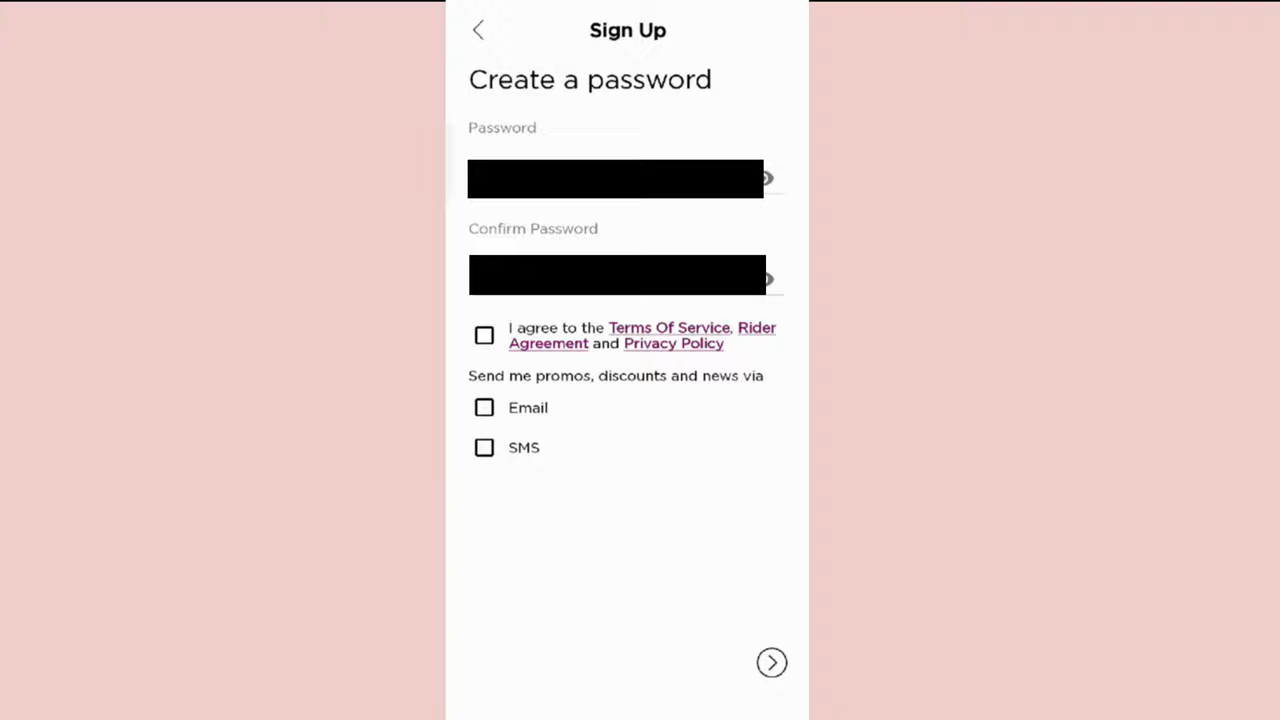 Sign Up
Create a password
Password
Confirm Password
I agree to the Terms Of Service, Rider
Agreement and Privacy Policy
Send me promos, discounts and news via
Email
SMS